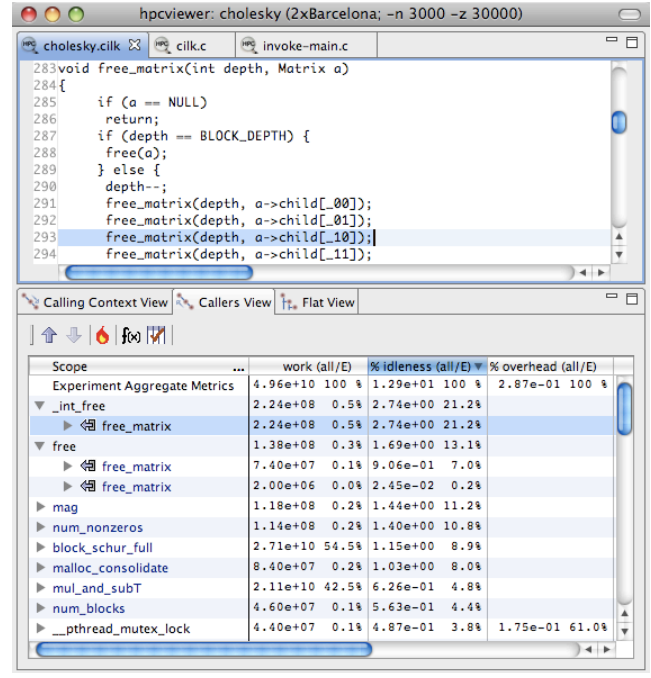 hpcviewer: cholesky (2xBarcelona; -n 3000 -z 30000)
cholesky.cilk cilk.c invoke-main.c
283void free_matrix(int depth, Matrix a)
284{
285 if (a == NULL)
286 return;
287 if (depth == BLOCK_DEPTH) {
288 free(a);
289 } else {
290 depth--;
291 free_matrix(depth, a->child[_00]);
292 free_matrix(depth, a->child[_01]);
293 free_matrix(depth, a->child[_10]);
294 free_matrix(depth, a->child[_11]);
Calling Context View Callers View Flat View
f(x)
Scope ... work (all/E) % idleness (all/E) % overhead (all/E)
Experiment Aggregate Metrics 4.96e+10 100 % 1.29e+01 100 % 2.87e-01 100 %
_int_free 2.24e+08 0.5% 2.74e+00 21.2%
free_matrix 2.24e+08 0.5% 2.74e+00 21.2%
free 1.38e+08 0.3% 1.69e+00 13.1%
free_matrix 7.40e+07 0.1% 9.06e-01 7.0%
free_matrix 2.00e+06 0.0% 2.45e-02 0.2%
mag 1.18e+08 0.2% 1.44e+00 11.2%
num_nonzeros 1.14e+08 0.2% 1.40e+00 10.8%
block_schur_full 2.71e+10 54.5% 1.15e+00 8.9%
malloc_consolidate 8.40e+07 0.2% 1.03e+00 8.0%
mul_and_subT 2.11e+10 42.5% 6.26e-01 4.8%
num_blocks 4.60e+07 0.1% 5.63e-01 4.4%
__pthread_mutex_lock 4.40e+07 0.1% 4.87e-01 3.8% 1.75e-01 61.0%